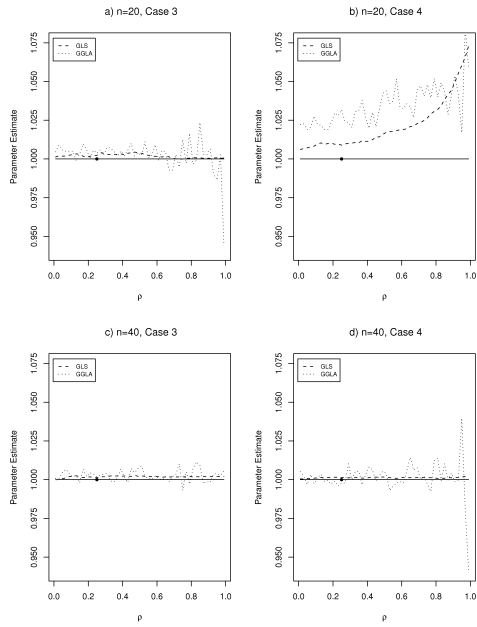 a) n=20, Case 3
Parameter Estimate
0.950 0.975 1.000 1.025 1.050 1.075
GLS
GGLA
0.0 0.2 0.4 0.6 0.8 1.0
ρ
b) n=20, Case 4
Parameter Estimate
0.950 0.975 1.000 1.025 1.050 1.075
GLS
GGLA
0.0 0.2 0.4 0.6 0.8 1.0
ρ
c) n=40, Case 3
Parameter Estimate
0.950 0.975 1.000 1.025 1.050 1.075
GLS
GGLA
0.0 0.2 0.4 0.6 0.8 1.0
ρ
d) n=40, Case 4
Parameter Estimate
0.950 0.975 1.000 1.025 1.050 1.075
GLS
GGLA
0.0 0.2 0.4 0.6 0.8 1.0
ρ